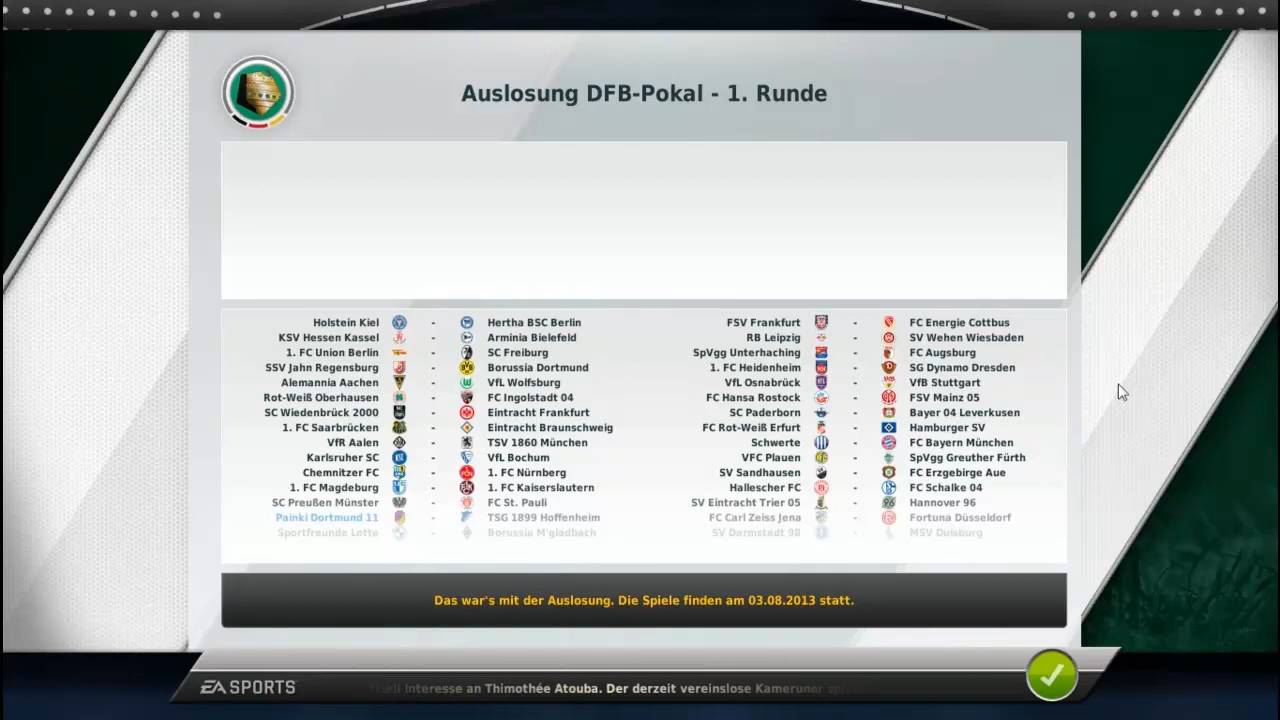 Auslosung DFB-Pokal - 1. Runde
Holstein Kiel - Hertha BSC Berlin
KSV Hessen Kassel - Arminia Bielefeld
1. FC Union Berlin - SC Freiburg
SSV Jahn Regensburg - Borussia Dortmund
Alemannia Aachen - VfL Wolfsburg
Rot-Weiß Oberhausen - FC Ingolstadt 04
SC Wiedenbrück 2000 - Eintracht Frankfurt
1. FC Saarbrücken - Eintracht Braunschweig
VfR Aalen - TSV 1860 München
Karlsruher SC - VfL Bochum
Chemnitzer FC - 1. FC Nürnberg
1. FC Magdeburg - 1. FC Kaiserslautern
SC Preußen Münster - FC St. Pauli
Painki Dortmund 11 - TSG 1899 Hoffenheim
Sportfreunde Lotte - Borussia M'gladbach
FSV Frankfurt - FC Energie Cottbus
RB Leipzig - SV Wehen Wiesbaden
SpVgg Unterhaching - FC Augsburg
1. FC Heidenheim - SG Dynamo Dresden
VfL Osnabrück - VfB Stuttgart
FC Hansa Rostock - FSV Mainz 05
SC Paderborn - Bayer 04 Leverkusen
FC Rot-Weiß Erfurt - Hamburger SV
Schwerte - FC Bayern München
VFC Plauen - SpVgg Greuther Fürth
SV Sandhausen - FC Erzgebirge Aue
Hallescher FC - FC Schalke 04
SV Eintracht Trier 05 - Hannover 96
FC Carl Zeiss Jena - Fortuna Düsseldorf
SV Darmstadt 98 - MSV Duisburg
Das war's mit der Auslosung. Die Spiele finden am 03.08.2013 statt.
EA SPORTS
Interesse an Thimothée Atouba. Der derzeit vereinslose Kameruner